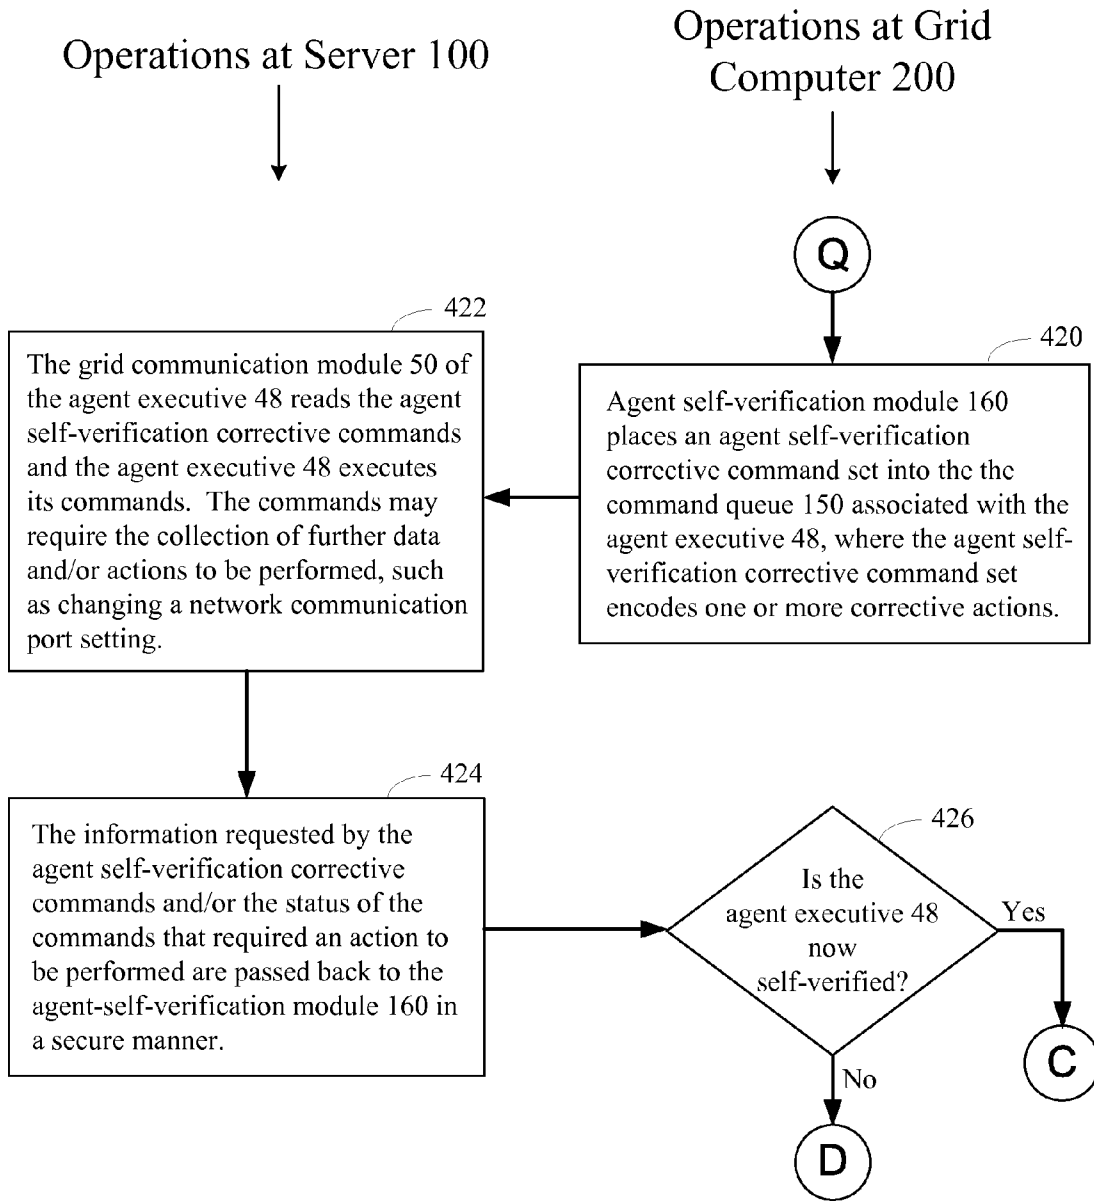 Operations at Server 100
Operations at Grid
Computer 200
Q
422
The grid communication module 50 of
the agent executive 48 reads the agent
self-verification corrective commands
and the agent executive 48 executes
its commands.  The commands may
require the collection of further data
and/or actions to be performed, such
as changing a network communication
port setting.
420
Agent self-verification module 160
places an agent self-verification
corrective command set into the the
command queue 150 associated with the
agent executive 48, where the agent self-
verification corrective command set
encodes one or more corrective actions.
424
The information requested by the
agent self-verification corrective
commands and/or the status of the
commands that required an action to
be performed are passed back to the
agent-self-verification module 160 in
a secure manner.
426
Is the
agent executive 48
now
self-verified?
Yes
C
No
D